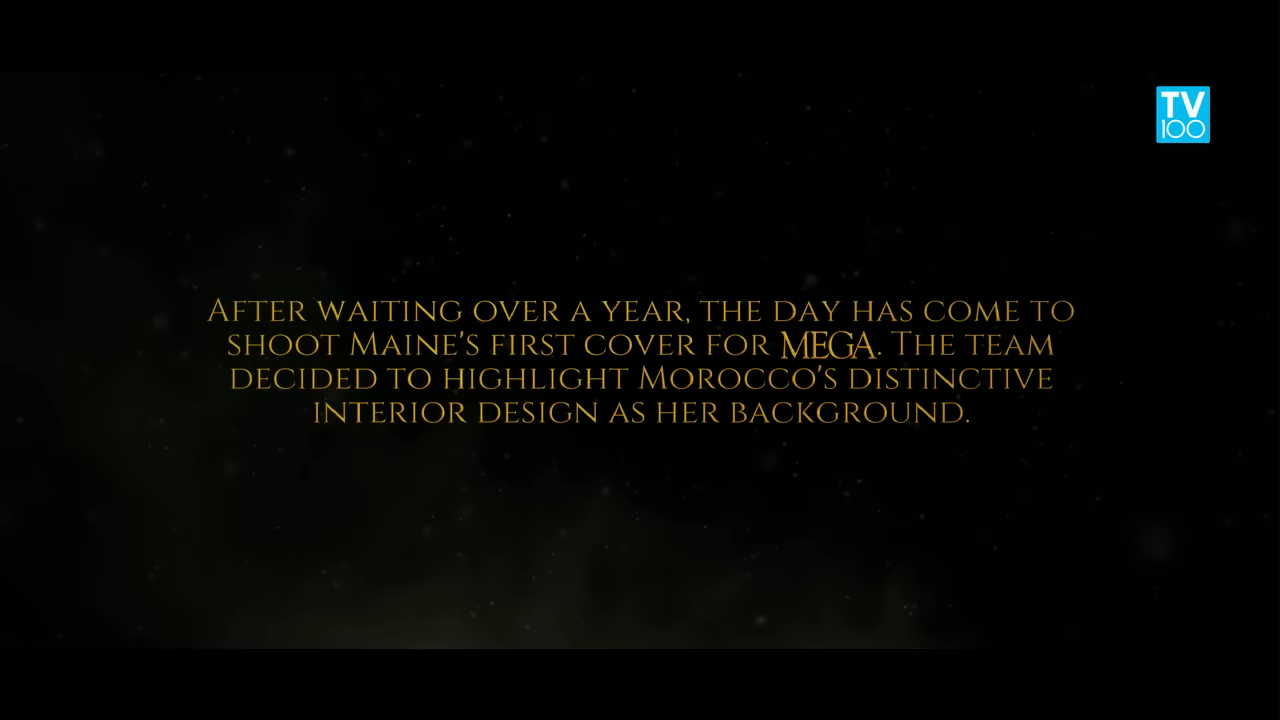 TV
100
After waiting over a year, the day has come to
shoot Maine's first cover for MEGA. The team
decided to highlight Morocco's distinctive
interior design as her background.